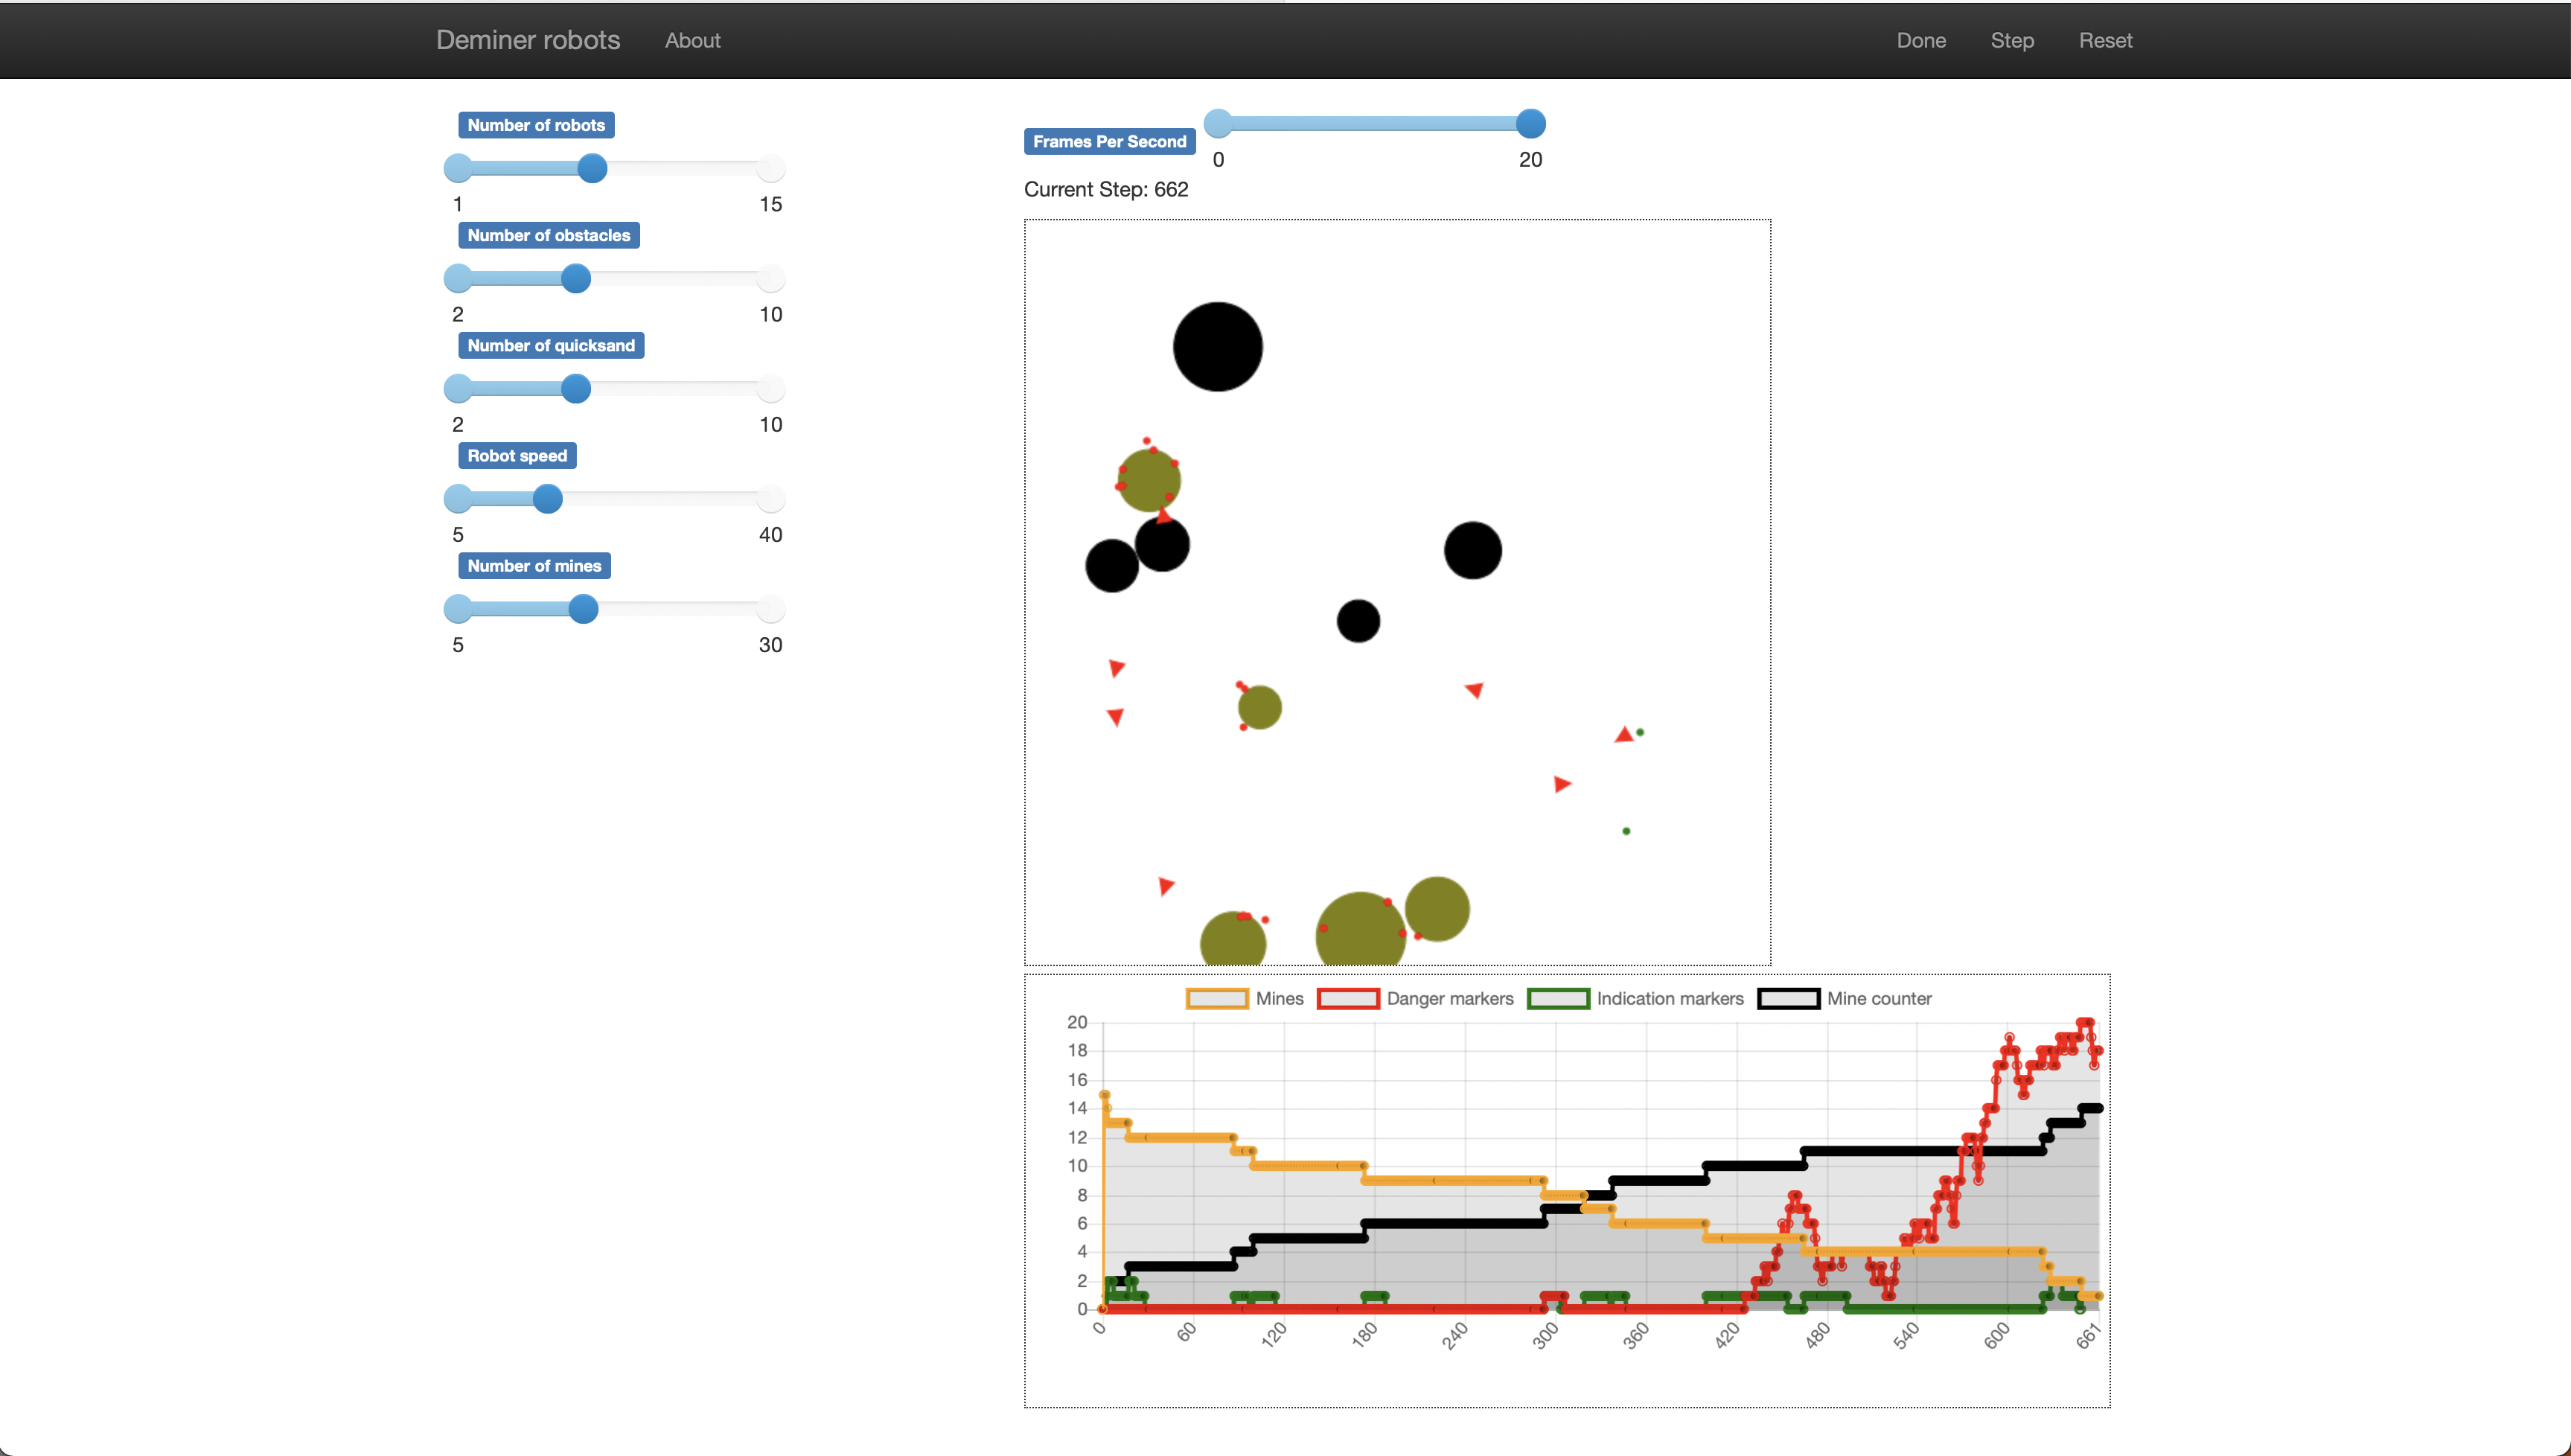 Deminer robots About Done Step Reset
Number of robots
1 15
Number of obstacles
2 10
Number of quicksand
2 10
Robot speed
5 40
Number of mines
5 30
Frames Per Second
0 20
Current Step: 662
Mines Danger markers Indication markers Mine counter
20
18
16
14
12
10
8
6
4
2
0
0 60 120 180 240 300 360 420 480 540 600 661